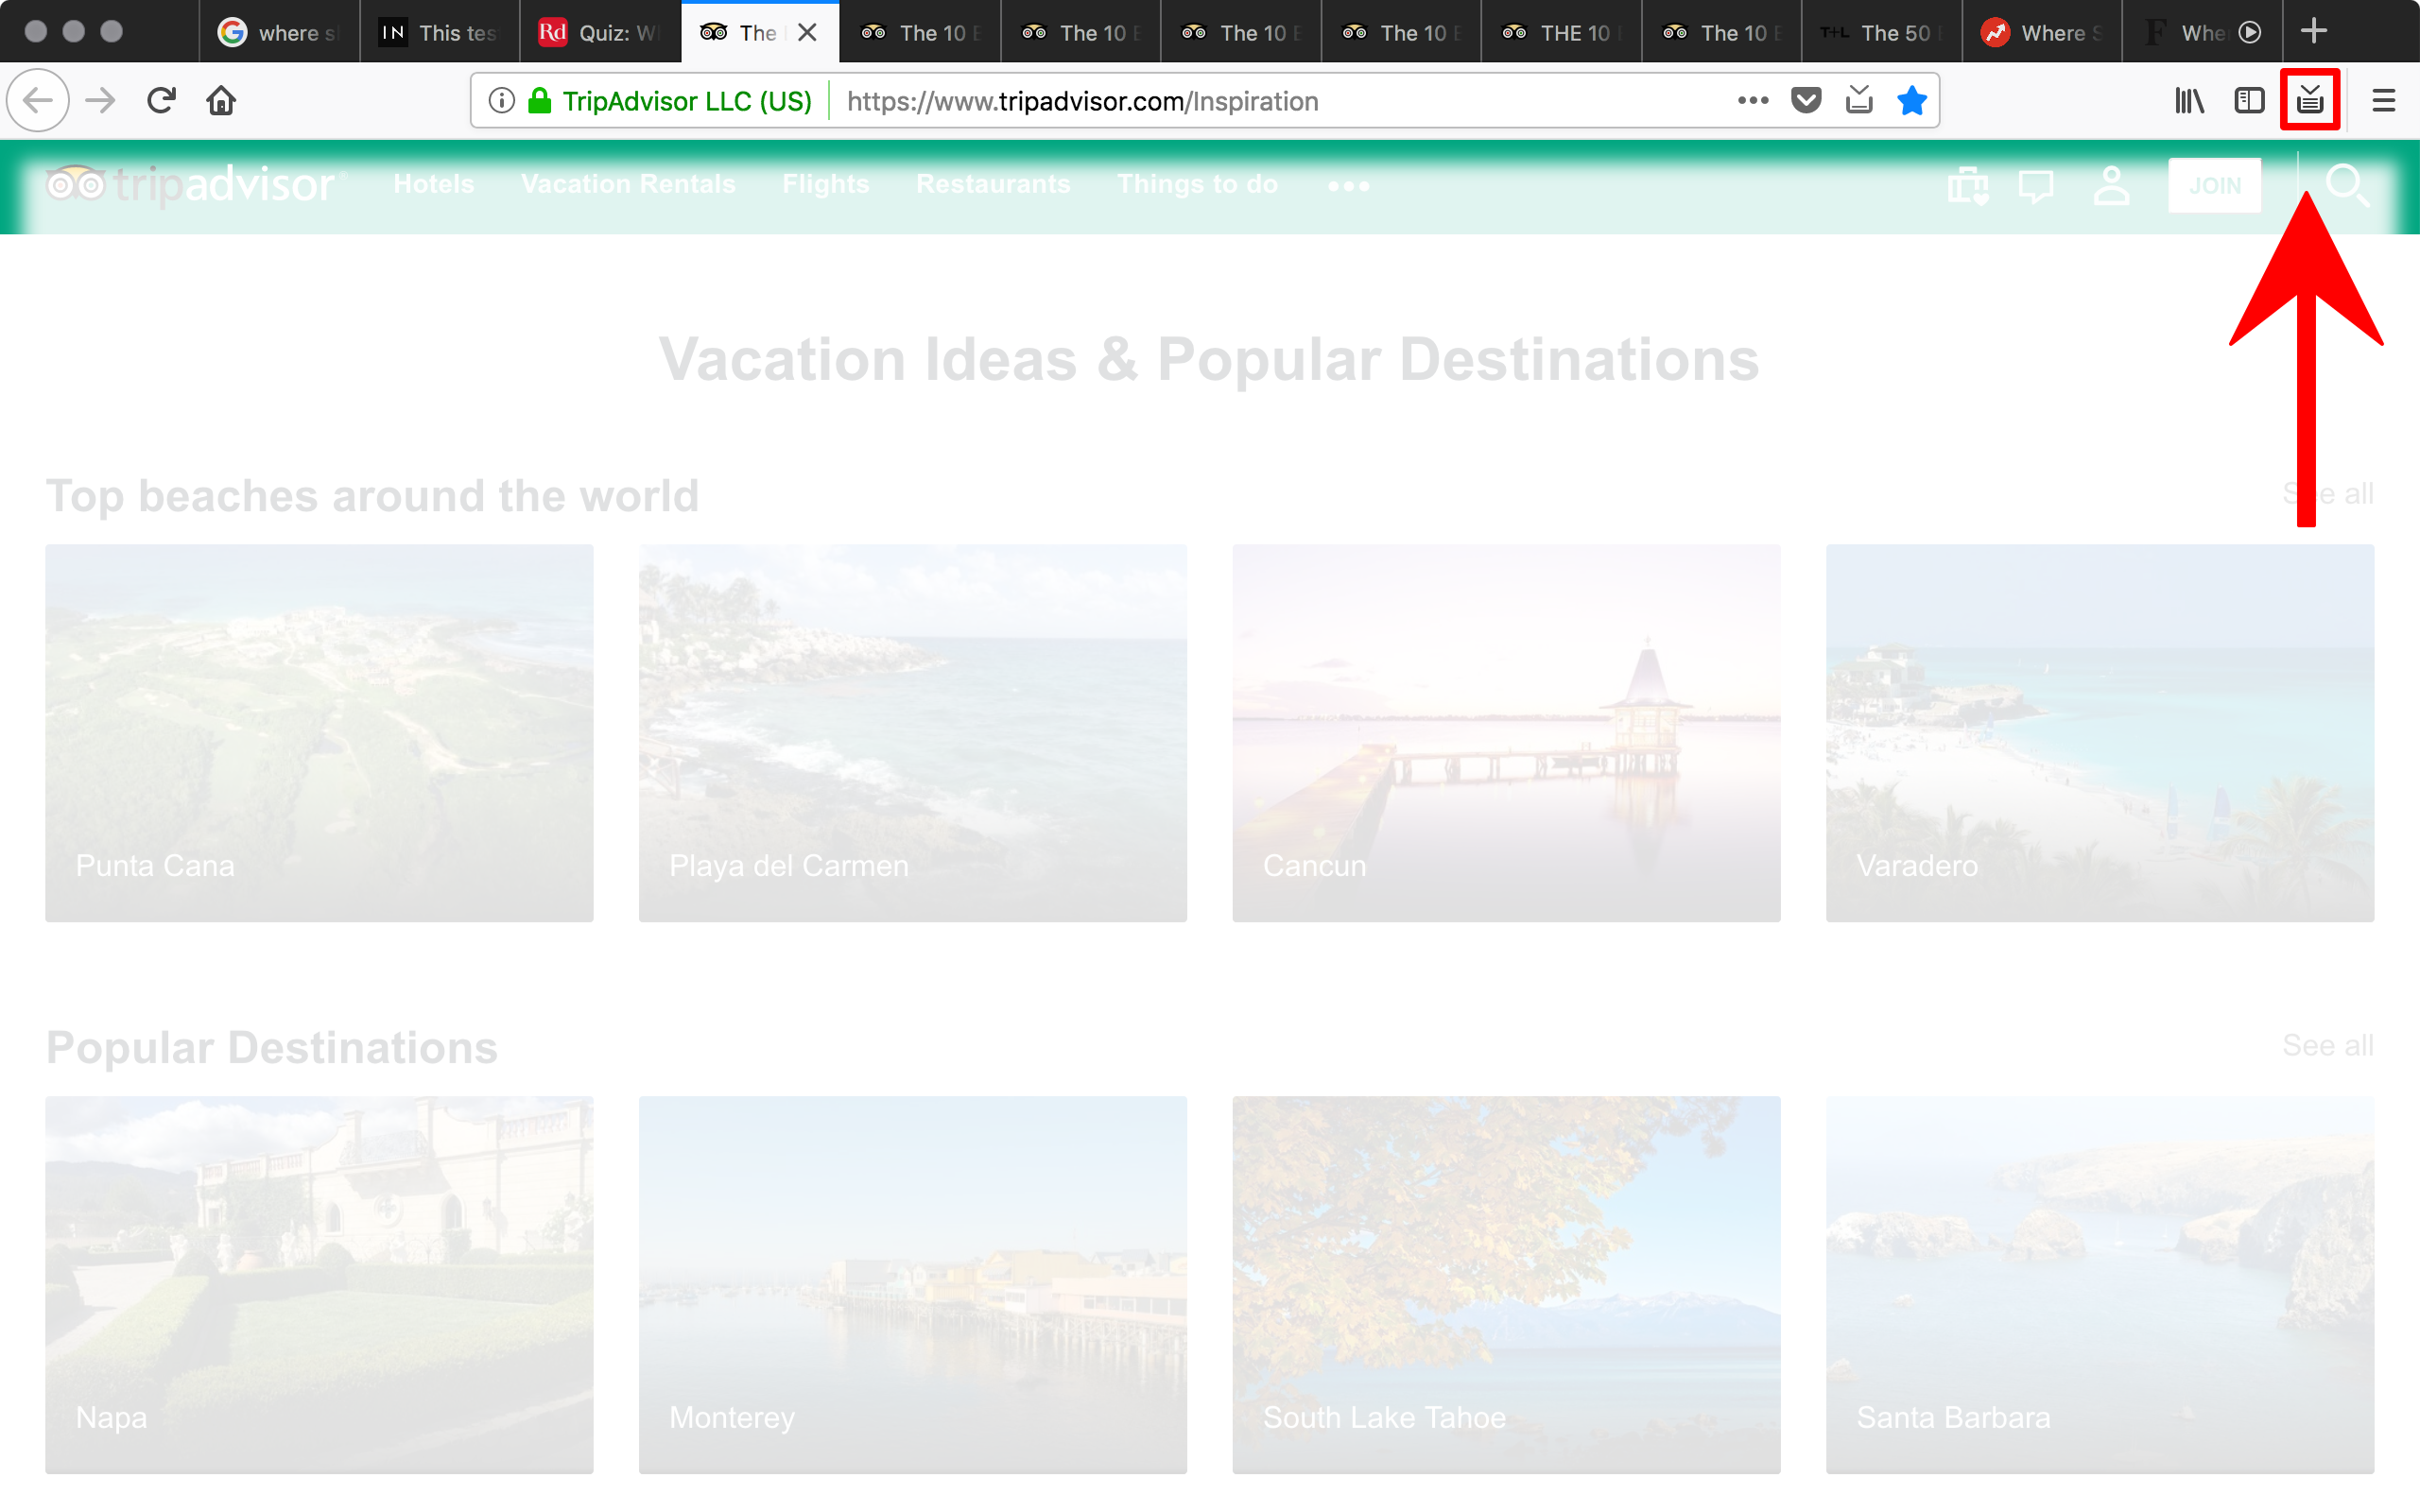 where s
IN This tes
Rd Quiz: W
The
The 10 E
The 10 E
The 10 E
The 10 E
THE 10
The 10 E
T+L The 50
Where S
F Whe
TripAdvisor LLC (US) https://www.tripadvisor.com/Inspiration
tripadvisor Hotels Vacation Rentals Flights Restaurants Things to do JOIN
Vacation Ideas & Popular Destinations
Top beaches around the world See all
Punta Cana Playa del Carmen Cancun Varadero
Popular Destinations See all
Napa Monterey South Lake Tahoe Santa Barbara